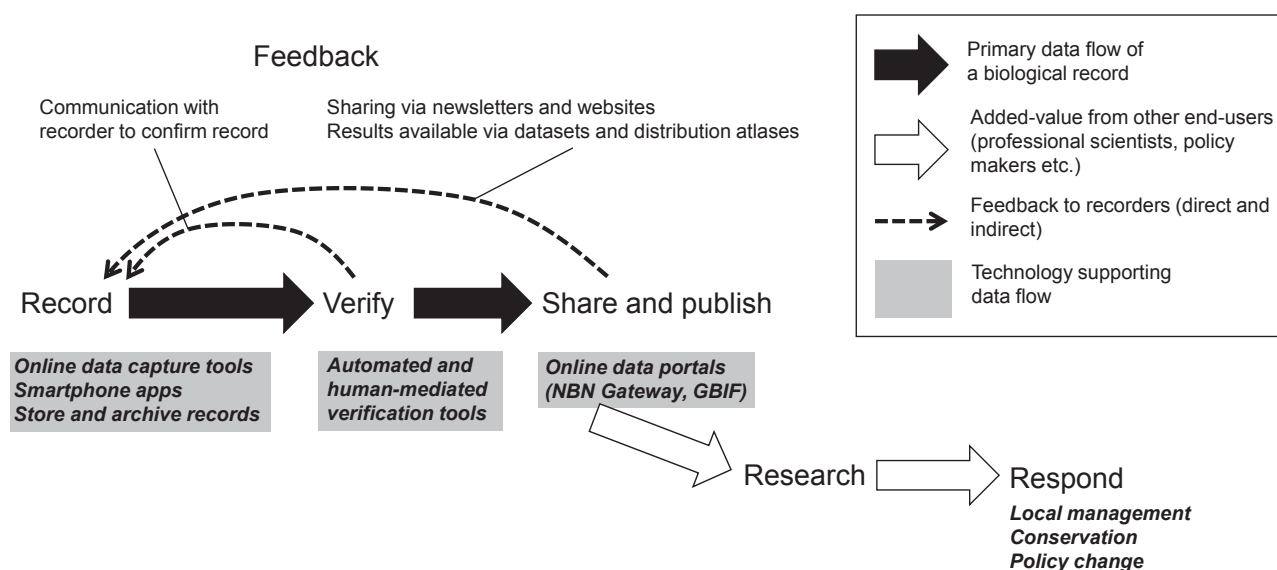 Feedback
Communication with
recorder to confirm record
Sharing via newsletters and websites
Results available via datasets and distribution atlases
Record
Verify
Share and publish
Online data capture tools
Smartphone apps
Store and archive records
Automated and
human-mediated
verification tools
Online data portals
(NBN Gateway, GBIF)
Research
Respond
Local management
Conservation
Policy change
Primary data flow of
a biological record
Added-value from other end-users
(professional scientists, policy
makers etc.)
Feedback to recorders (direct and
indirect)
Technology supporting
data flow